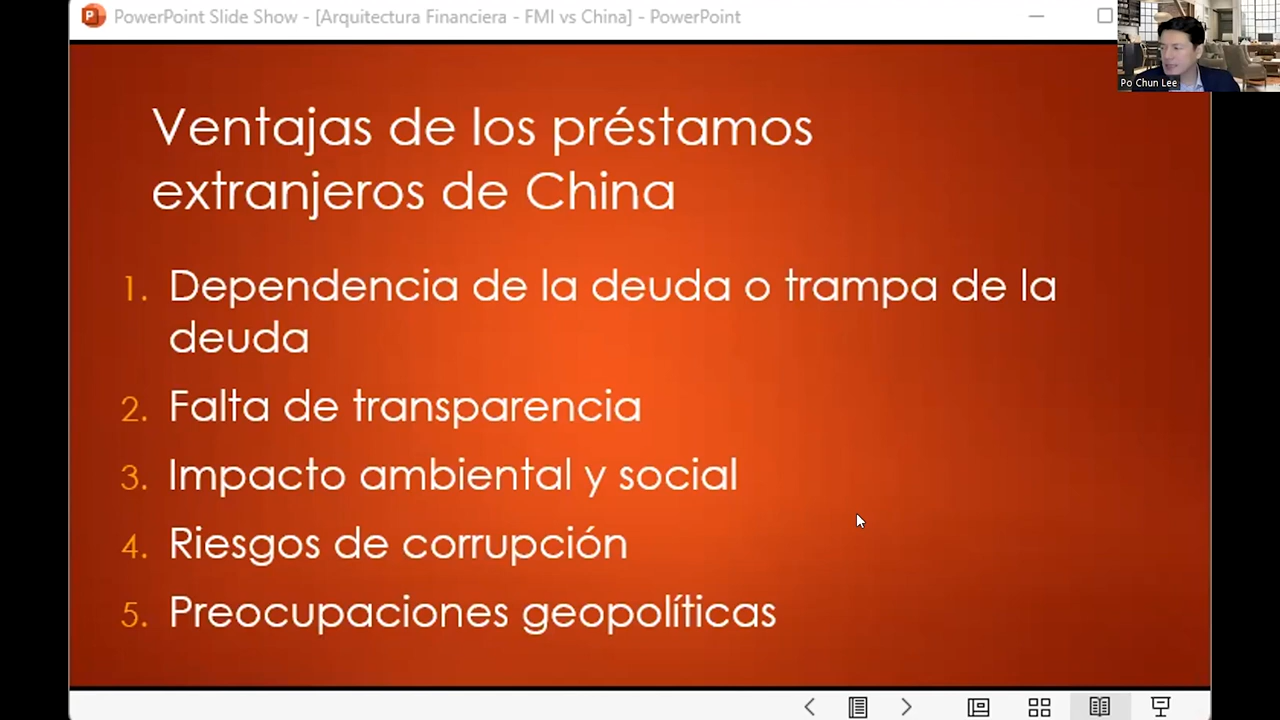 PowerPoint Slide Show - [Arquitectura Financiera - FMI vs China] - PowerPoint
Po Chun Lee
Ventajas de los préstamos
extranjeros de China
1. Dependencia de la deuda o trampa de la
deuda
2. Falta de transparencia
3. Impacto ambiental y social
4. Riesgos de corrupción
5. Preocupaciones geopolíticas